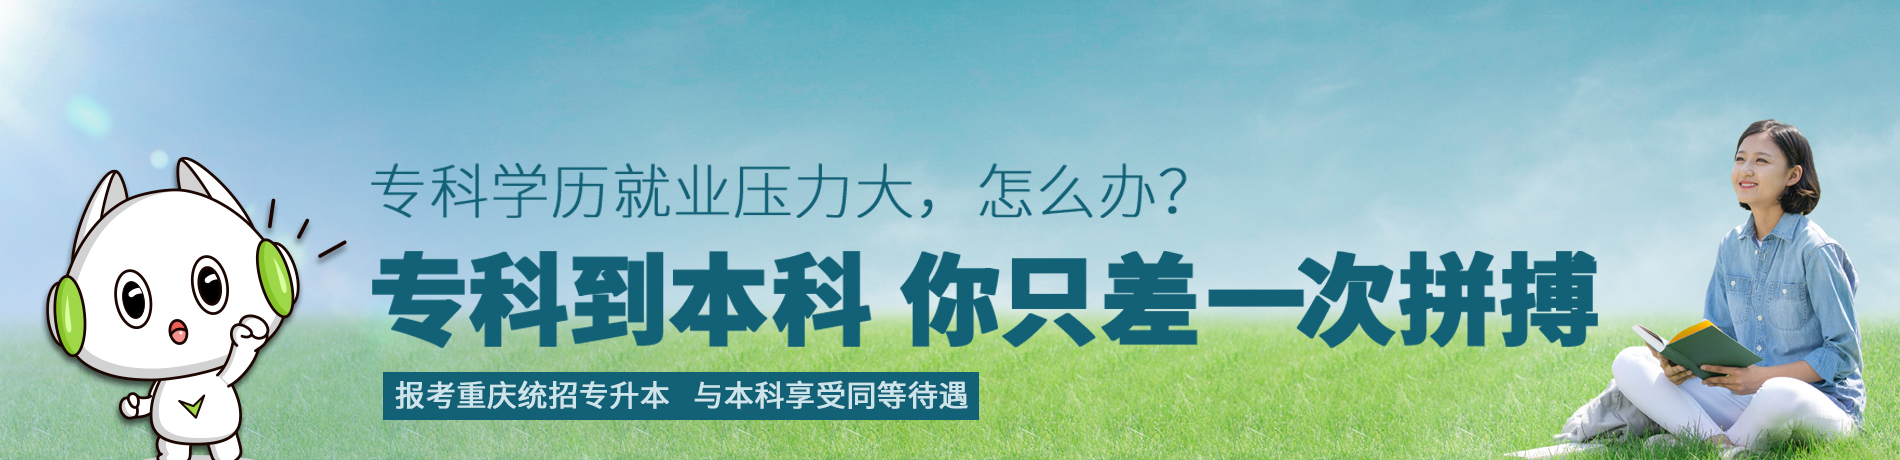 专科学历就业压力大，怎么办?
专科到本科 你只差一次拼搏
报考重庆统招专升本 与本科享受同等待遇